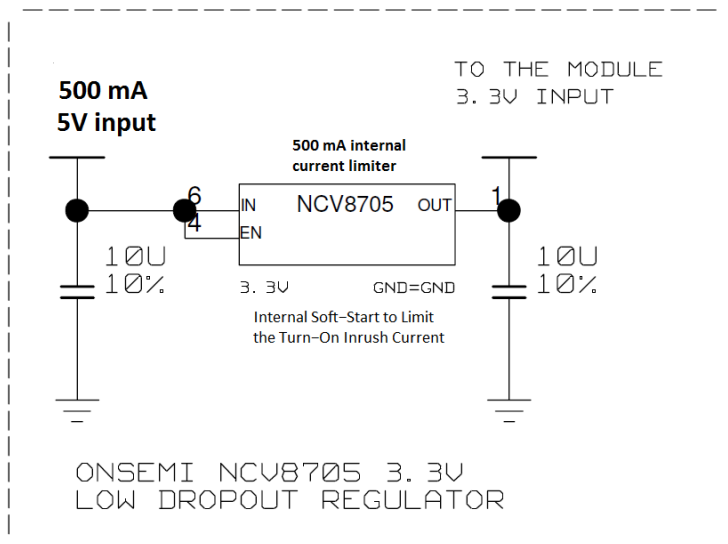 500 mA
5V input
TO THE MODULE
3.3V INPUT
500 mA internal
current limiter
6
IN
NCV8705
OUT
1
4
EN
10U
10%
3.3V
GND=GND
10U
10%
Internal Soft–Start to Limit
the Turn–On Inrush Current
ONSEMI NCV8705 3.3V
LOW DROPOUT REGULATOR